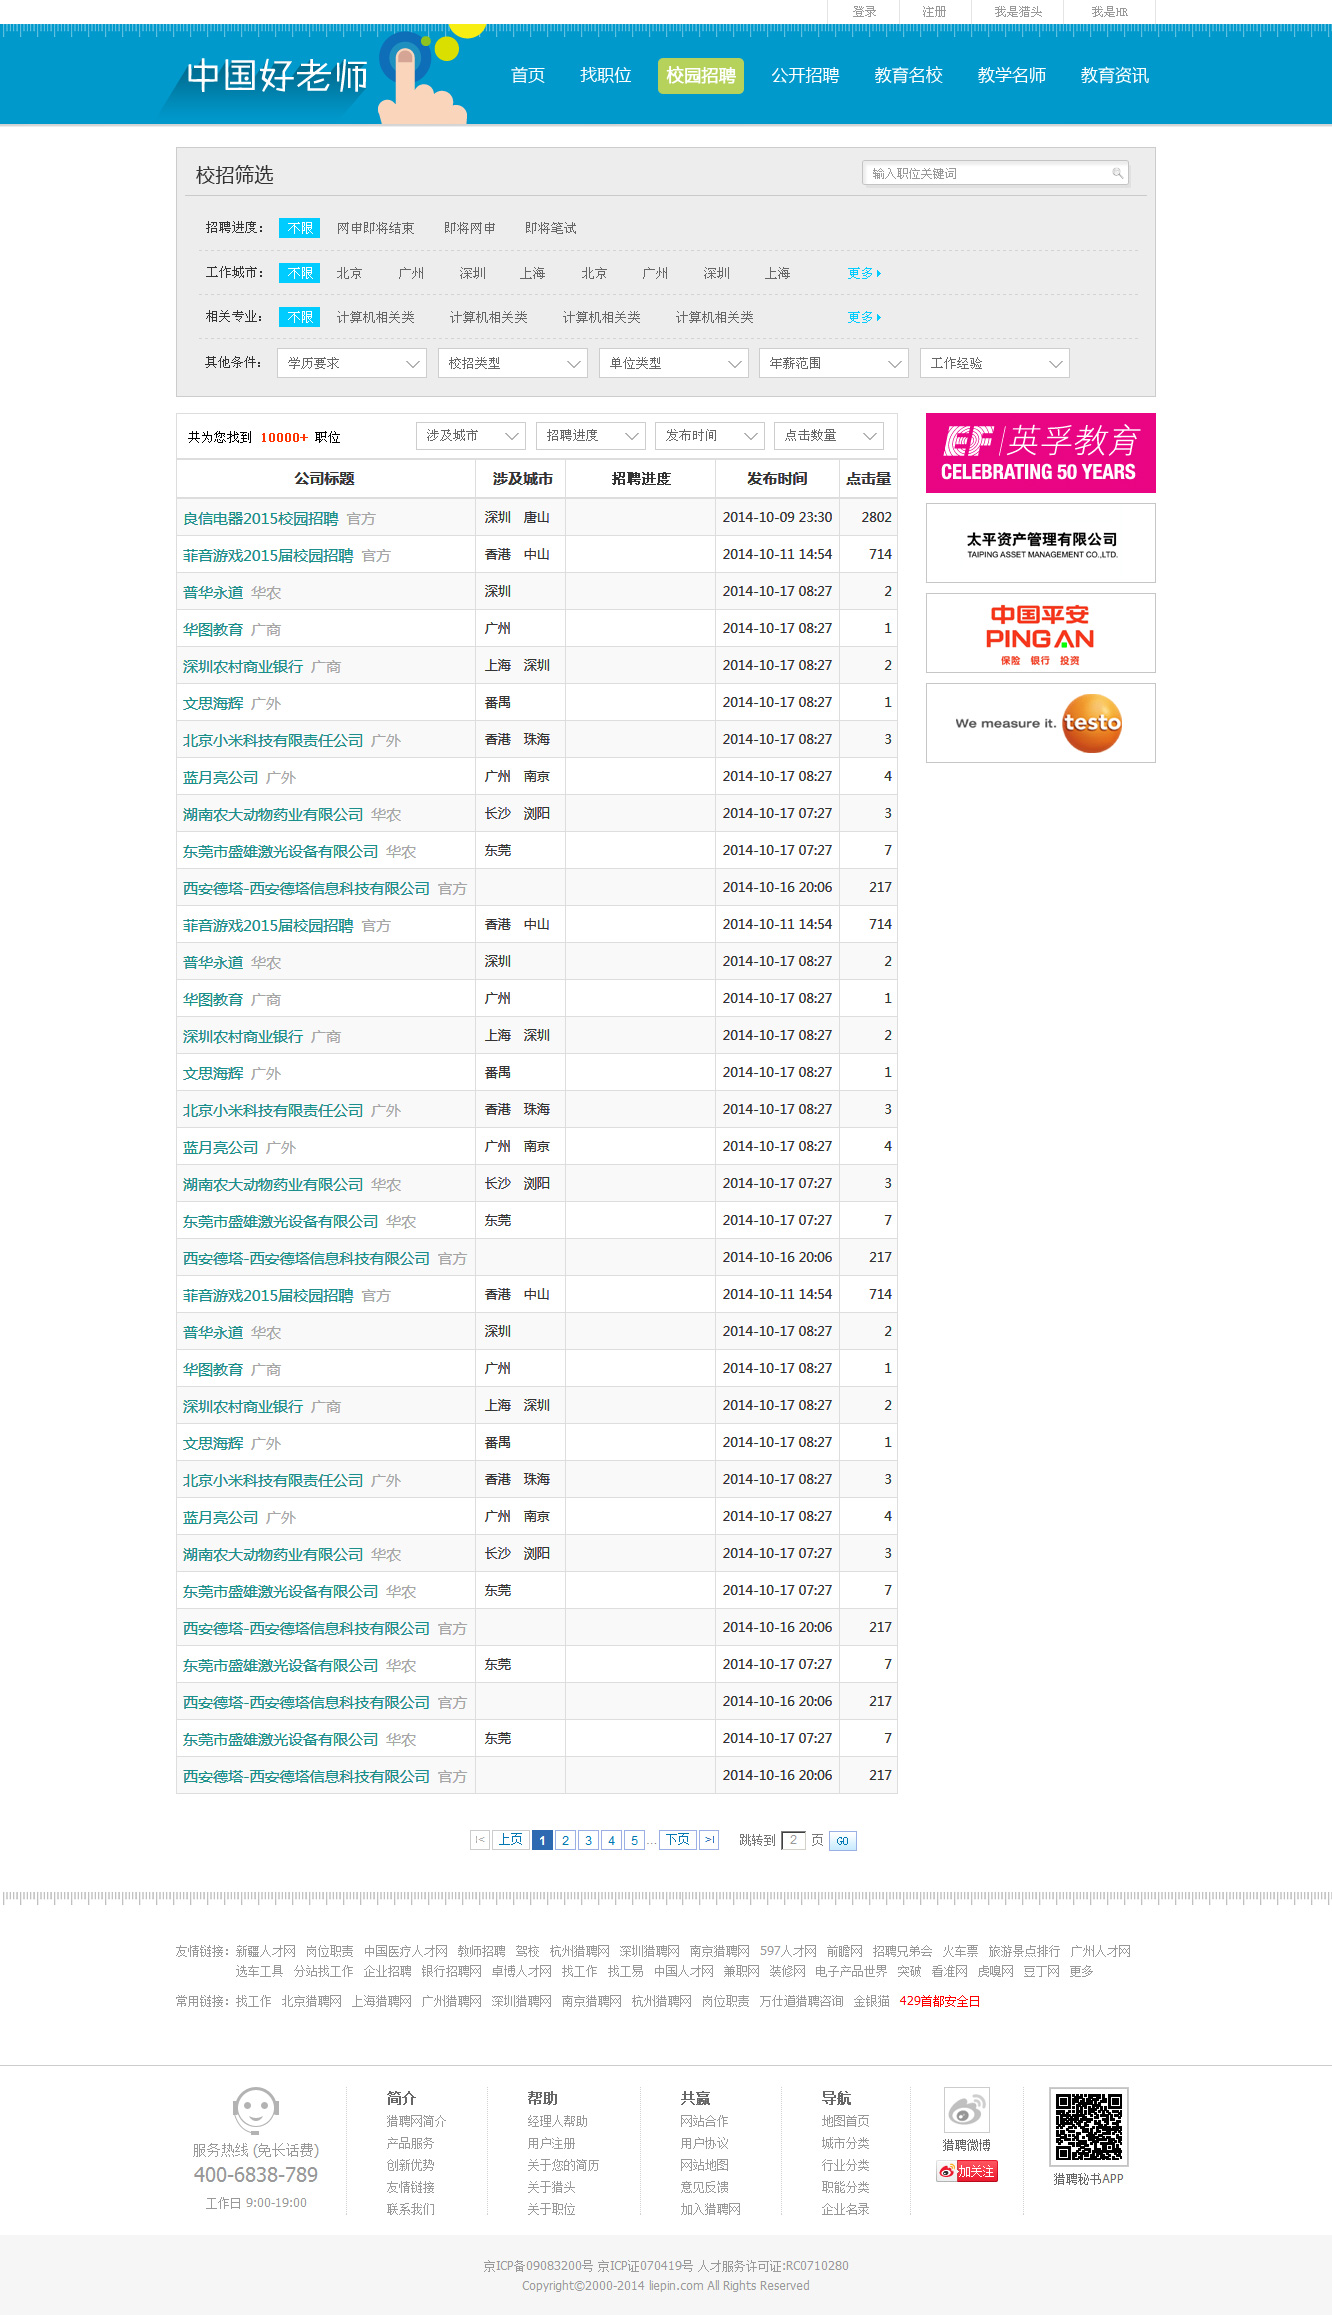 登录 注册 我是猎头 我是HR
中国好老师 首页 找职位 校园招聘 公开招聘 教育名校 教学名师 教育资讯
校招筛选 输入职位关键词
招聘进度： 不限 网申即将结束 即将网申 即将笔试
工作城市： 不限 北京 广州 深圳 上海 北京 广州 深圳 上海 更多
相关专业： 不限 计算机相关类 计算机相关类 计算机相关类 计算机相关类 更多
其他条件： 学历要求 校招类型 单位类型 年薪范围 工作经验
共为您找到 10000+ 职位 涉及城市 招聘进度 发布时间 点击数量
公司标题 涉及城市 招聘进度 发布时间 点击量
良信电器2015校园招聘 官方 深圳 唐山 2014-10-09 23:30 2802
菲音游戏2015届校园招聘 官方 香港 中山 2014-10-11 14:54 714
普华永道 华农 深圳 2014-10-17 08:27 2
华图教育 广商 广州 2014-10-17 08:27 1
深圳农村商业银行 广商 上海 深圳 2014-10-17 08:27 2
文思海辉 广外 番禺 2014-10-17 08:27 1
北京小米科技有限责任公司 广外 香港 珠海 2014-10-17 08:27 3
蓝月亮公司 广外 广州 南京 2014-10-17 08:27 4
湖南农大动物药业有限公司 华农 长沙 浏阳 2014-10-17 07:27 3
东莞市盛雄激光设备有限公司 华农 东莞 2014-10-17 07:27 7
西安德塔-西安德塔信息科技有限公司 官方 2014-10-16 20:06 217
菲音游戏2015届校园招聘 官方 香港 中山 2014-10-11 14:54 714
普华永道 华农 深圳 2014-10-17 08:27 2
华图教育 广商 广州 2014-10-17 08:27 1
深圳农村商业银行 广商 上海 深圳 2014-10-17 08:27 2
文思海辉 广外 番禺 2014-10-17 08:27 1
北京小米科技有限责任公司 广外 香港 珠海 2014-10-17 08:27 3
蓝月亮公司 广外 广州 南京 2014-10-17 08:27 4
湖南农大动物药业有限公司 华农 长沙 浏阳 2014-10-17 07:27 3
东莞市盛雄激光设备有限公司 华农 东莞 2014-10-17 07:27 7
西安德塔-西安德塔信息科技有限公司 官方 2014-10-16 20:06 217
菲音游戏2015届校园招聘 官方 香港 中山 2014-10-11 14:54 714
普华永道 华农 深圳 2014-10-17 08:27 2
华图教育 广商 广州 2014-10-17 08:27 1
深圳农村商业银行 广商 上海 深圳 2014-10-17 08:27 2
文思海辉 广外 番禺 2014-10-17 08:27 1
北京小米科技有限责任公司 广外 香港 珠海 2014-10-17 08:27 3
蓝月亮公司 广外 广州 南京 2014-10-17 08:27 4
湖南农大动物药业有限公司 华农 长沙 浏阳 2014-10-17 07:27 3
东莞市盛雄激光设备有限公司 华农 东莞 2014-10-17 07:27 7
西安德塔-西安德塔信息科技有限公司 官方 2014-10-16 20:06 217
东莞市盛雄激光设备有限公司 华农 东莞 2014-10-17 07:27 7
西安德塔-西安德塔信息科技有限公司 官方 2014-10-16 20:06 217
东莞市盛雄激光设备有限公司 华农 东莞 2014-10-17 07:27 7
西安德塔-西安德塔信息科技有限公司 官方 2014-10-16 20:06 217
EF 英孚教育
CELEBRATING 50 YEARS
太平资产管理有限公司
TAIPING ASSET MANAGEMENT CO.,LTD.
中国平安
PINGAN
保险 银行 投资
We measure it. testo
|< 上页 1 2 3 4 5 ... 下页 >| 跳转到 2 页 GO
友情链接：新疆人才网 岗位职责 中国医疗人才网 教师招聘 驾校 杭州猎聘网 深圳猎聘网 南京猎聘网 597人才网 前瞻网 招聘兄弟会 火车票 旅游景点排行 广州人才网
选车工具 分站找工作 企业招聘 银行招聘网 卓博人才网 找工作 找工易 中国人才网 兼职网 装修网 电子产品世界 突破 看准网 虎嗅网 豆丁网 更多
常用链接：找工作 北京猎聘网 上海猎聘网 广州猎聘网 深圳猎聘网 南京猎聘网 杭州猎聘网 岗位职责 万仕道猎聘咨询 金银猫 429首都安全日
服务热线 (免长话费)
400-6838-789
工作日 9:00-19:00
简介
猎聘网简介
产品服务
创新优势
友情链接
联系我们
帮助
经理人帮助
用户注册
关于您的简历
关于猎头
关于职位
共赢
网站合作
用户协议
网站地图
意见反馈
加入猎聘网
导航
地图首页
城市分类
行业分类
职能分类
企业名录
猎聘微博
加关注
猎聘秘书APP
京ICP备09083200号 京ICP证070419号 人才服务许可证:RC0710280
Copyright©2000-2014 liepin.com All Rights Reserved